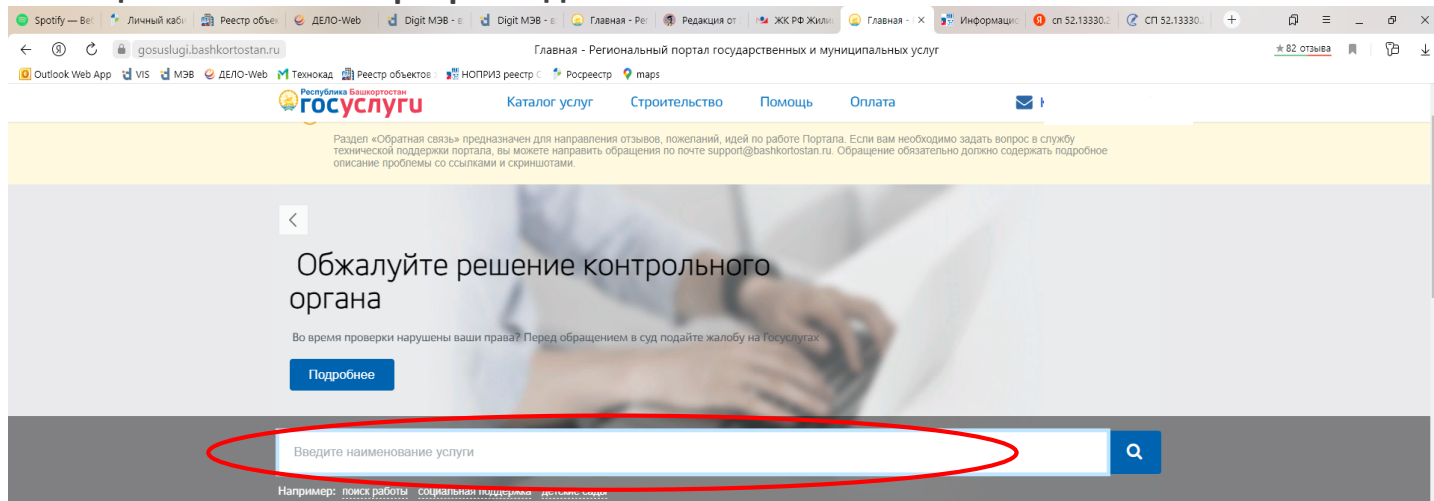 Spotify — Веб
Личный каби
Реестр объек
ДЕЛО-Web
Digit МЭВ - в
Digit МЭВ - в
Главная - Рег
Редакция от
ЖК РФ Жили
Главная -
Информацио
сп 52.13330.2
СП 52.13330.
gosuslugi.bashkortostan.ru
Главная - Региональный портал государственных и муниципальных услуг
★ 82 отзыва
Outlook Web App VIS МЭВ ДЕЛО-Web Технокад Реестр объектов НОПРИЗ реестр С Росреестр maps
Республика Башкортостан
госуслуги
Каталог услуг Строительство Помощь Оплата
Раздел «Обратная связь» предназначен для направления отзывов, пожеланий, идей по работе Портала. Если вам необходимо задать вопрос в службу
технической поддержки портала, вы можете направить обращения по почте support@bashkortostan.ru. Обращение обязательно должно содержать подробное
описание проблемы со ссылками и скриншотами.
Обжалуйте решение контрольного
органа
Во время проверки нарушены ваши права? Перед обращением в суд подайте жалобу на Госуслугах
Подробнее
Введите наименование услуги
Например: поиск работы социальная поддержка детские сады